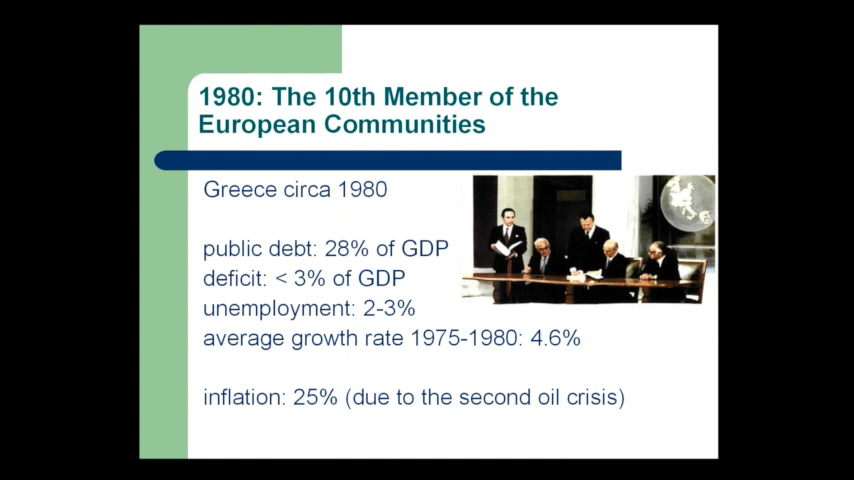 1980: The 10th Member of the
European Communities
Greece circa 1980
public debt: 28% of GDP
deficit: < 3% of GDP
unemployment: 2-3%
average growth rate 1975-1980: 4.6%
inflation: 25% (due to the second oil crisis)